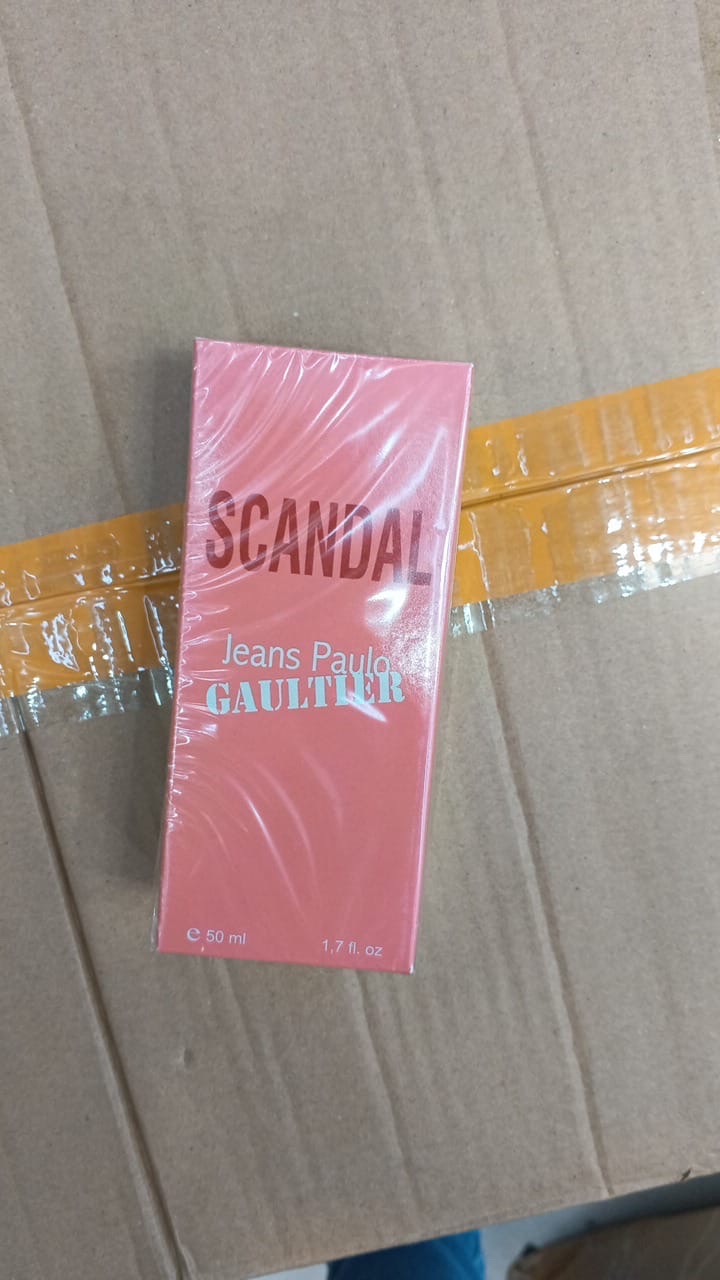 SCANDAL
Jeans Paulo
GAULTIER
e 50 ml 1,7 fl. oz